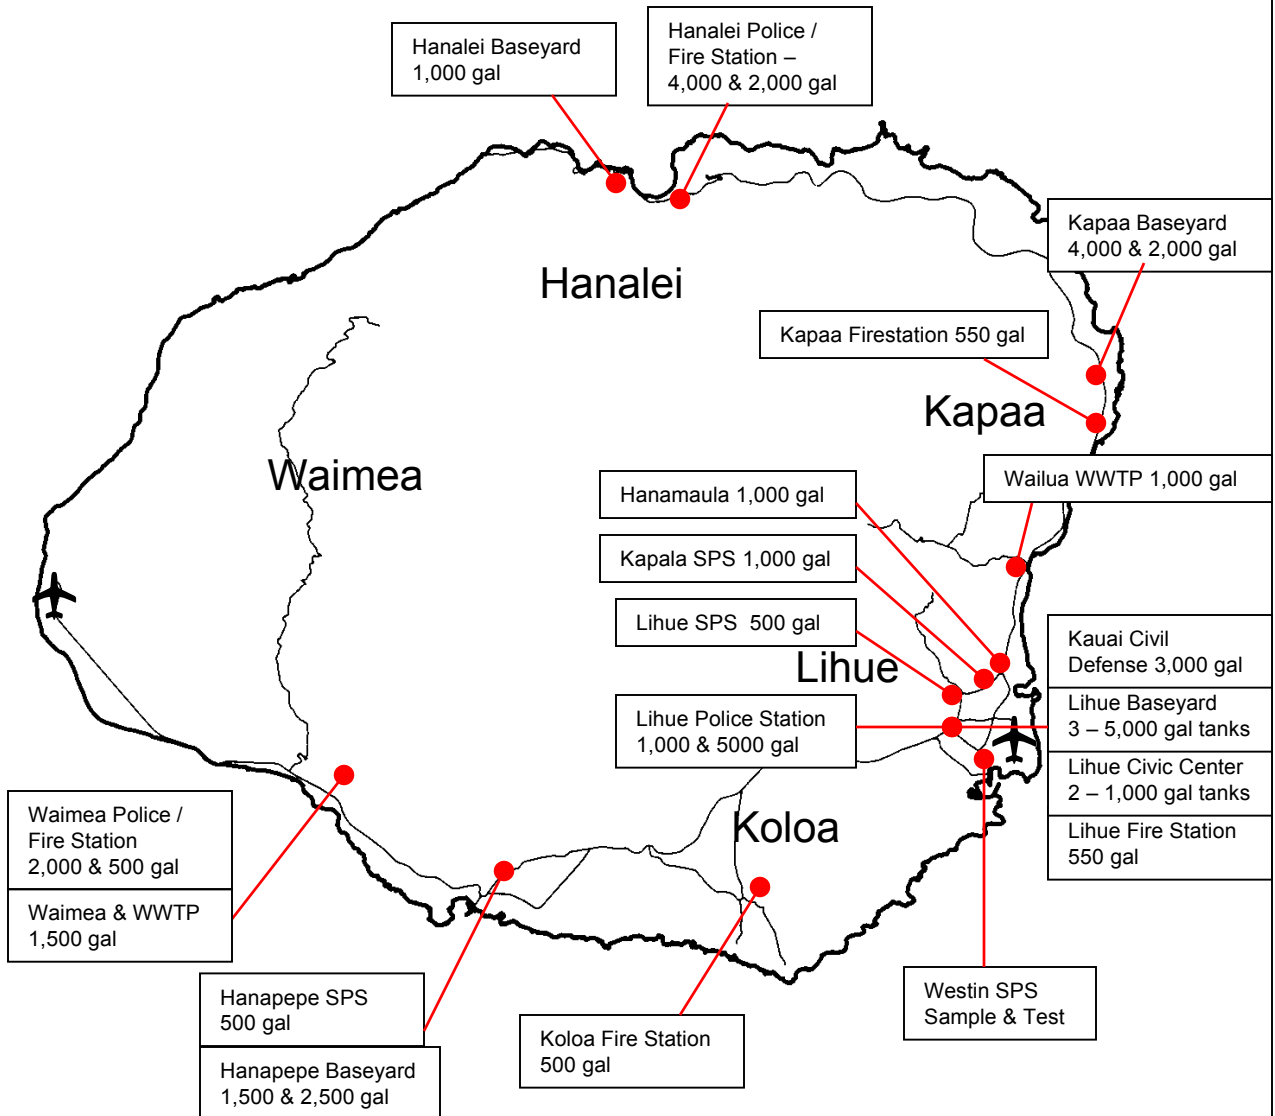 Hanalei Baseyard
1,000 gal
Hanalei Police /
Fire Station –
4,000 & 2,000 gal
Kapaa Baseyard
4,000 & 2,000 gal
Hanalei
Kapaa Firestation 550 gal
Kapaa
Waimea
Wailua WWTP 1,000 gal
Hanamaula 1,000 gal
Kapala SPS 1,000 gal
Lihue SPS  500 gal
Lihue
Kauai Civil
Defense 3,000 gal
Lihue Baseyard
3 – 5,000 gal tanks
Lihue Civic Center
2 – 1,000 gal tanks
Lihue Fire Station
550 gal
Lihue Police Station
1,000 & 5000 gal
Koloa
Waimea Police /
Fire Station
2,000 & 500 gal
Waimea & WWTP
1,500 gal
Hanapepe SPS
500 gal
Hanapepe Baseyard
1,500 & 2,500 gal
Koloa Fire Station
500 gal
Westin SPS
Sample & Test